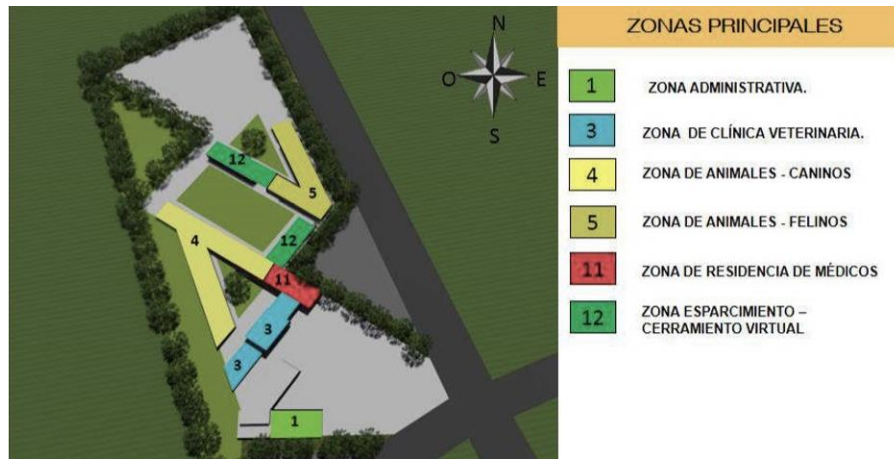 N
O
E
S
12
5
4
12
11
3
3
1
ZONAS PRINCIPALES
1 ZONA ADMINISTRATIVA.
3 ZONA DE CLÍNICA VETERINARIA.
4 ZONA DE ANIMALES - CANINOS
5 ZONA DE ANIMALES - FELINOS
11 ZONA DE RESIDENCIA DE MÉDICOS
12 ZONA ESPARCIMIENTO –
CERRAMIENTO VIRTUAL